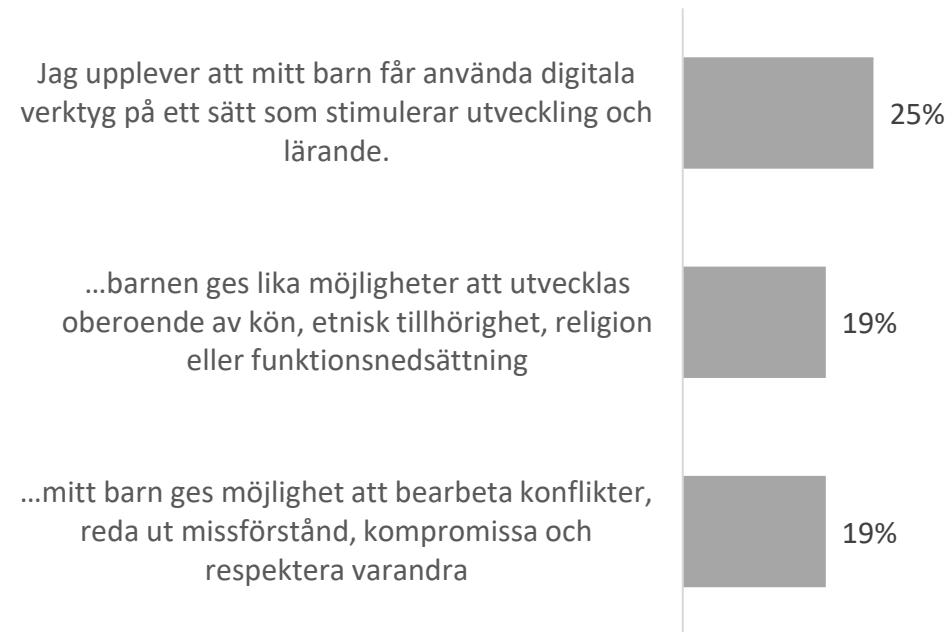 Jag upplever att mitt barn får använda digitala
verktyg på ett sätt som stimulerar utveckling och
lärande.
25%
…barnen ges lika möjligheter att utvecklas
oberoende av kön, etnisk tillhörighet, religion
eller funktionsnedsättning
19%
…mitt barn ges möjlighet att bearbeta konflikter,
reda ut missförstånd, kompromissa och
respektera varandra
19%